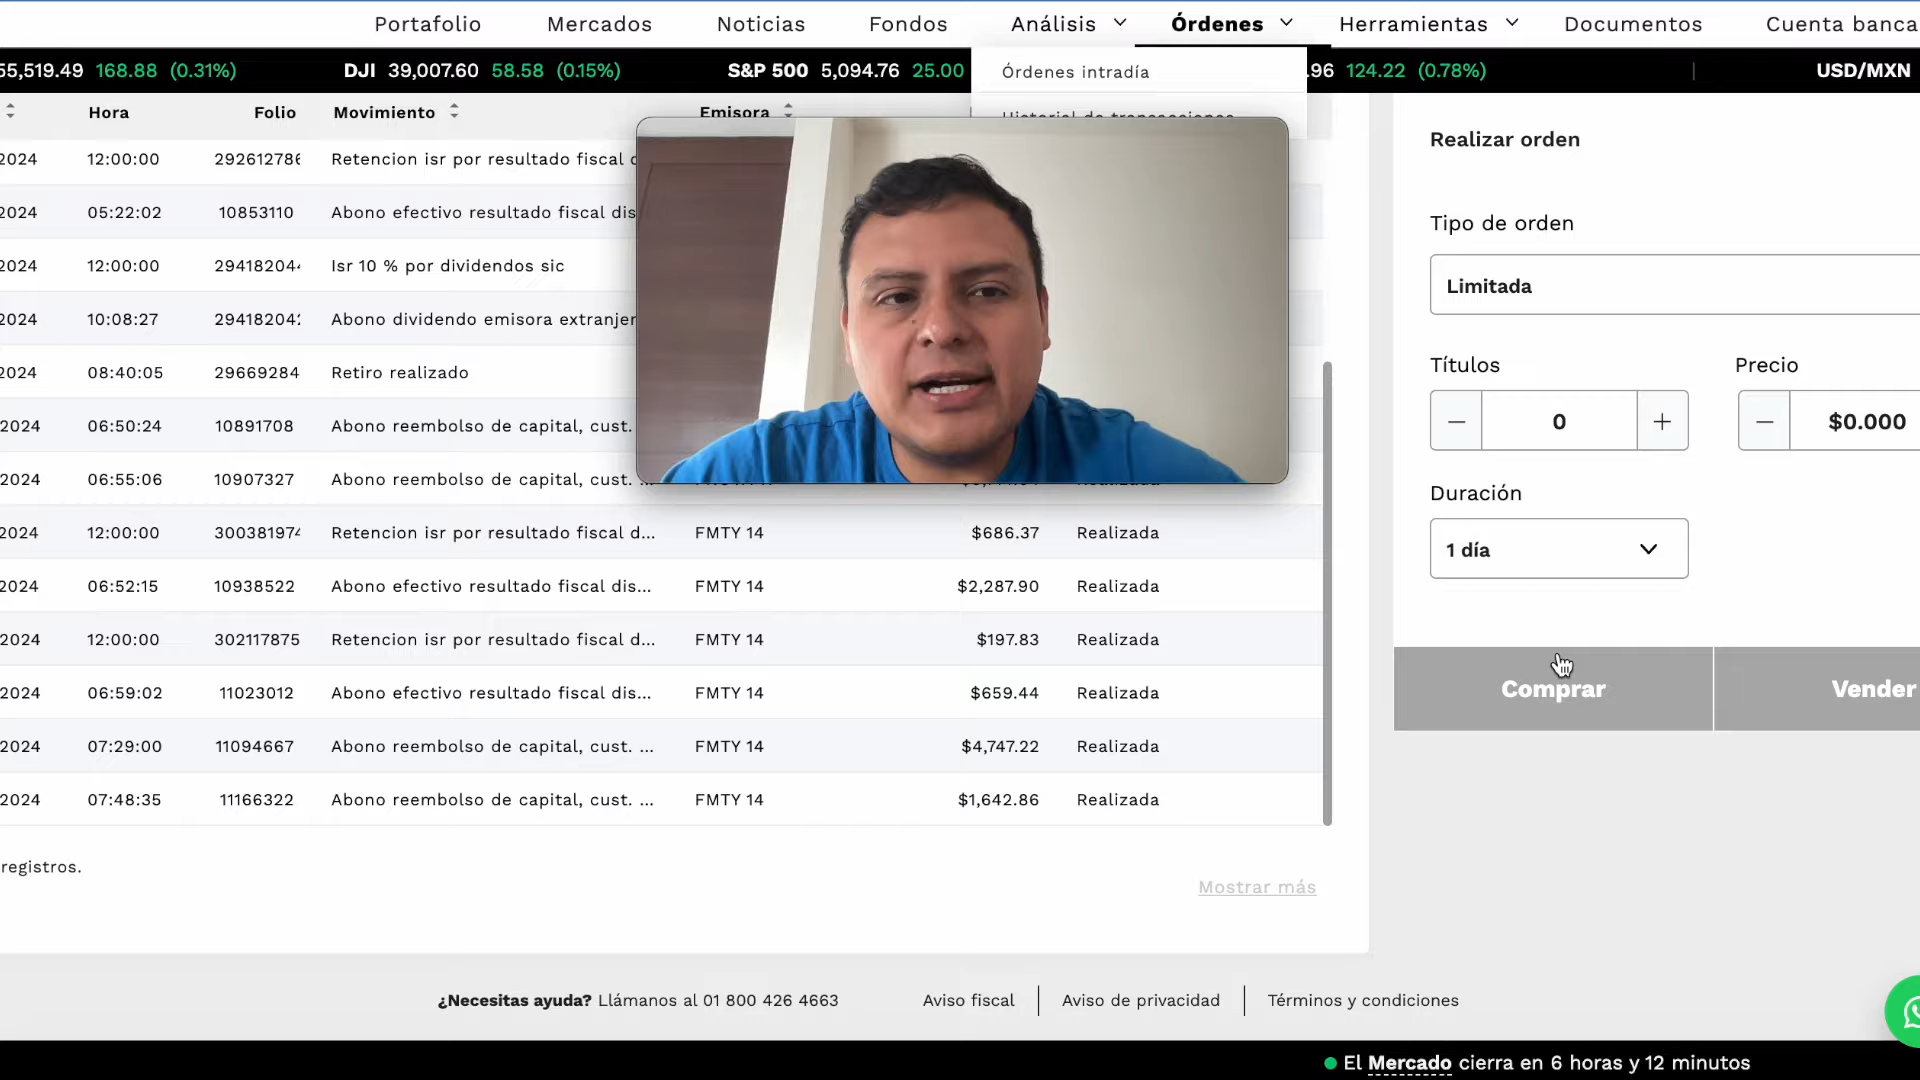 Portafolio Mercados Noticias Fondos Análisis Órdenes Herramientas Documentos Cuenta banca
55,519.49 168.88 (0.31%) DJI 39,007.60 58.58 (0.15%) S&P 500 5,094.76 25.00 .96 124.22 (0.78%) USD/MXN
Órdenes intradía
Historial de transacciones
Hora Folio Movimiento Emisora
2024 12:00:00 292612786 Retencion isr por resultado fiscal
2024 05:22:02 10853110 Abono efectivo resultado fiscal dis
2024 12:00:00 29418204 Isr 10 % por dividendos sic
2024 10:08:27 29418204 Abono dividendo emisora extranjer
2024 08:40:05 29669284 Retiro realizado
2024 06:50:24 10891708 Abono reembolso de capital, cust.
2024 06:55:06 10907327 Abono reembolso de capital, cust. ...
2024 12:00:00 300381974 Retencion isr por resultado fiscal d... FMTY 14 $686.37 Realizada
2024 06:52:15 10938522 Abono efectivo resultado fiscal dis... FMTY 14 $2,287.90 Realizada
2024 12:00:00 302117875 Retencion isr por resultado fiscal d... FMTY 14 $197.83 Realizada
2024 06:59:02 11023012 Abono efectivo resultado fiscal dis... FMTY 14 $659.44 Realizada
2024 07:29:00 11094667 Abono reembolso de capital, cust. ... FMTY 14 $4,747.22 Realizada
2024 07:48:35 11166322 Abono reembolso de capital, cust. ... FMTY 14 $1,642.86 Realizada
registros.
Mostrar más
Realizar orden
Tipo de orden
Limitada
Títulos Precio
− 0 + − $0.000
Duración
1 día
Comprar Vender
¿Necesitas ayuda? Llámanos al 01 800 426 4663 Aviso fiscal Aviso de privacidad Términos y condiciones
El Mercado cierra en 6 horas y 12 minutos